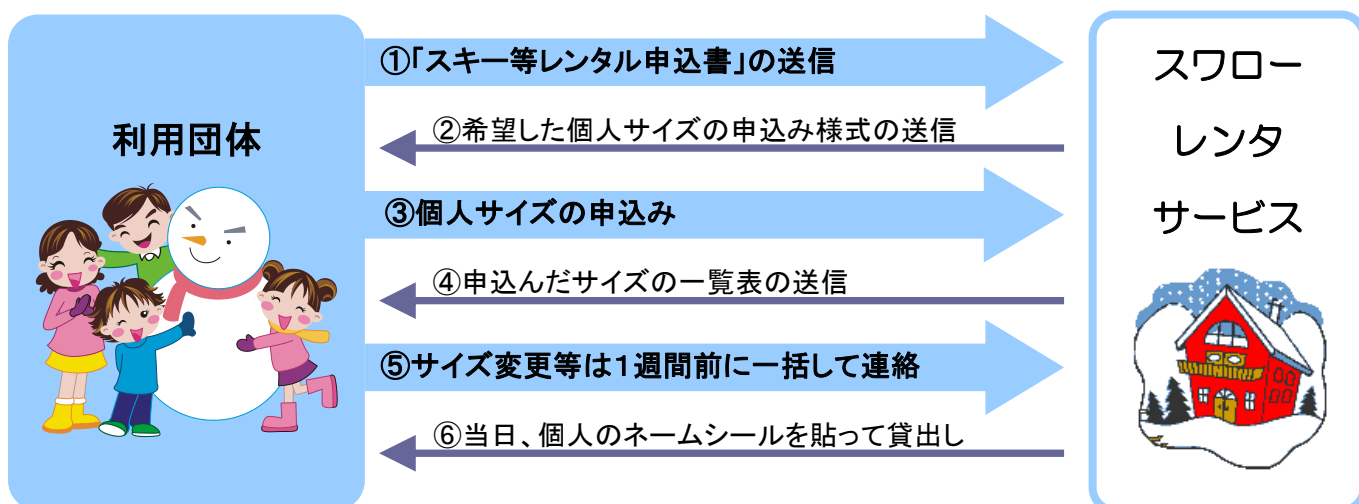 利用団体
①「スキー等レンタル申込書」の送信
②希望した個人サイズの申込み様式の送信
③個人サイズの申込み
④申込んだサイズの一覧表の送信
⑤サイズ変更等は1週間前に一括して連絡
⑥当日、個人のネームシールを貼って貸出し
スワロー
レンタ
サービス